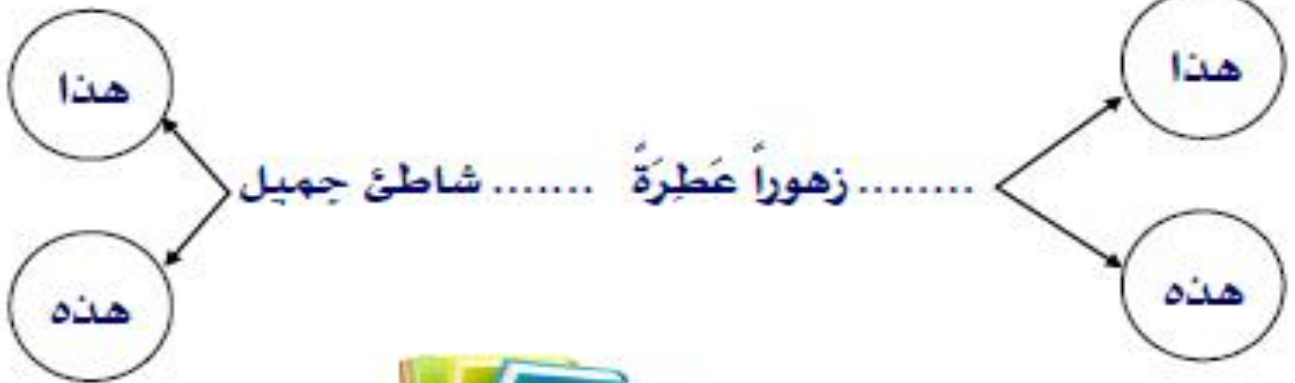 هذا
هذا
........ زهوراً عَطِرَةً ....... شاطئ جميل
هذه
هذه